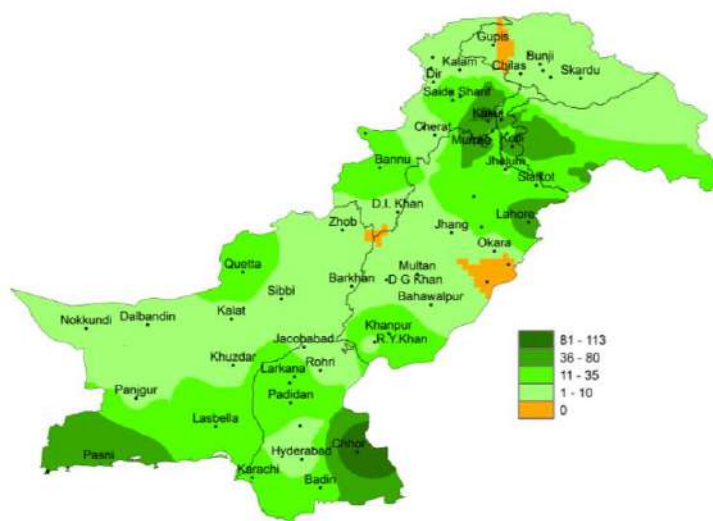 Gupis
Kalam
Bunji
Chilas
Skardu
Dir
Saidu Sharif
Kakul
Cherat
Murree
Kotli
Bannu
Jhelum
Sialkot
D.I. Khan
Lahore
Zhob
Jhang
Okara
Quetta
Multan
Barkhan
D G Khan
Sibbi
Bahawalpur
Nokkundi
Dalbandin
Kalat
Khanpur
R.Y.Khan
Jacobabad
Khuzdar
Rohri
Larkana
Panjgur
Padidan
Lasbella
Chhor
Pasni
Hyderabad
Karachi
Badin
81 - 113
36 - 80
11 - 35
1 - 10
0